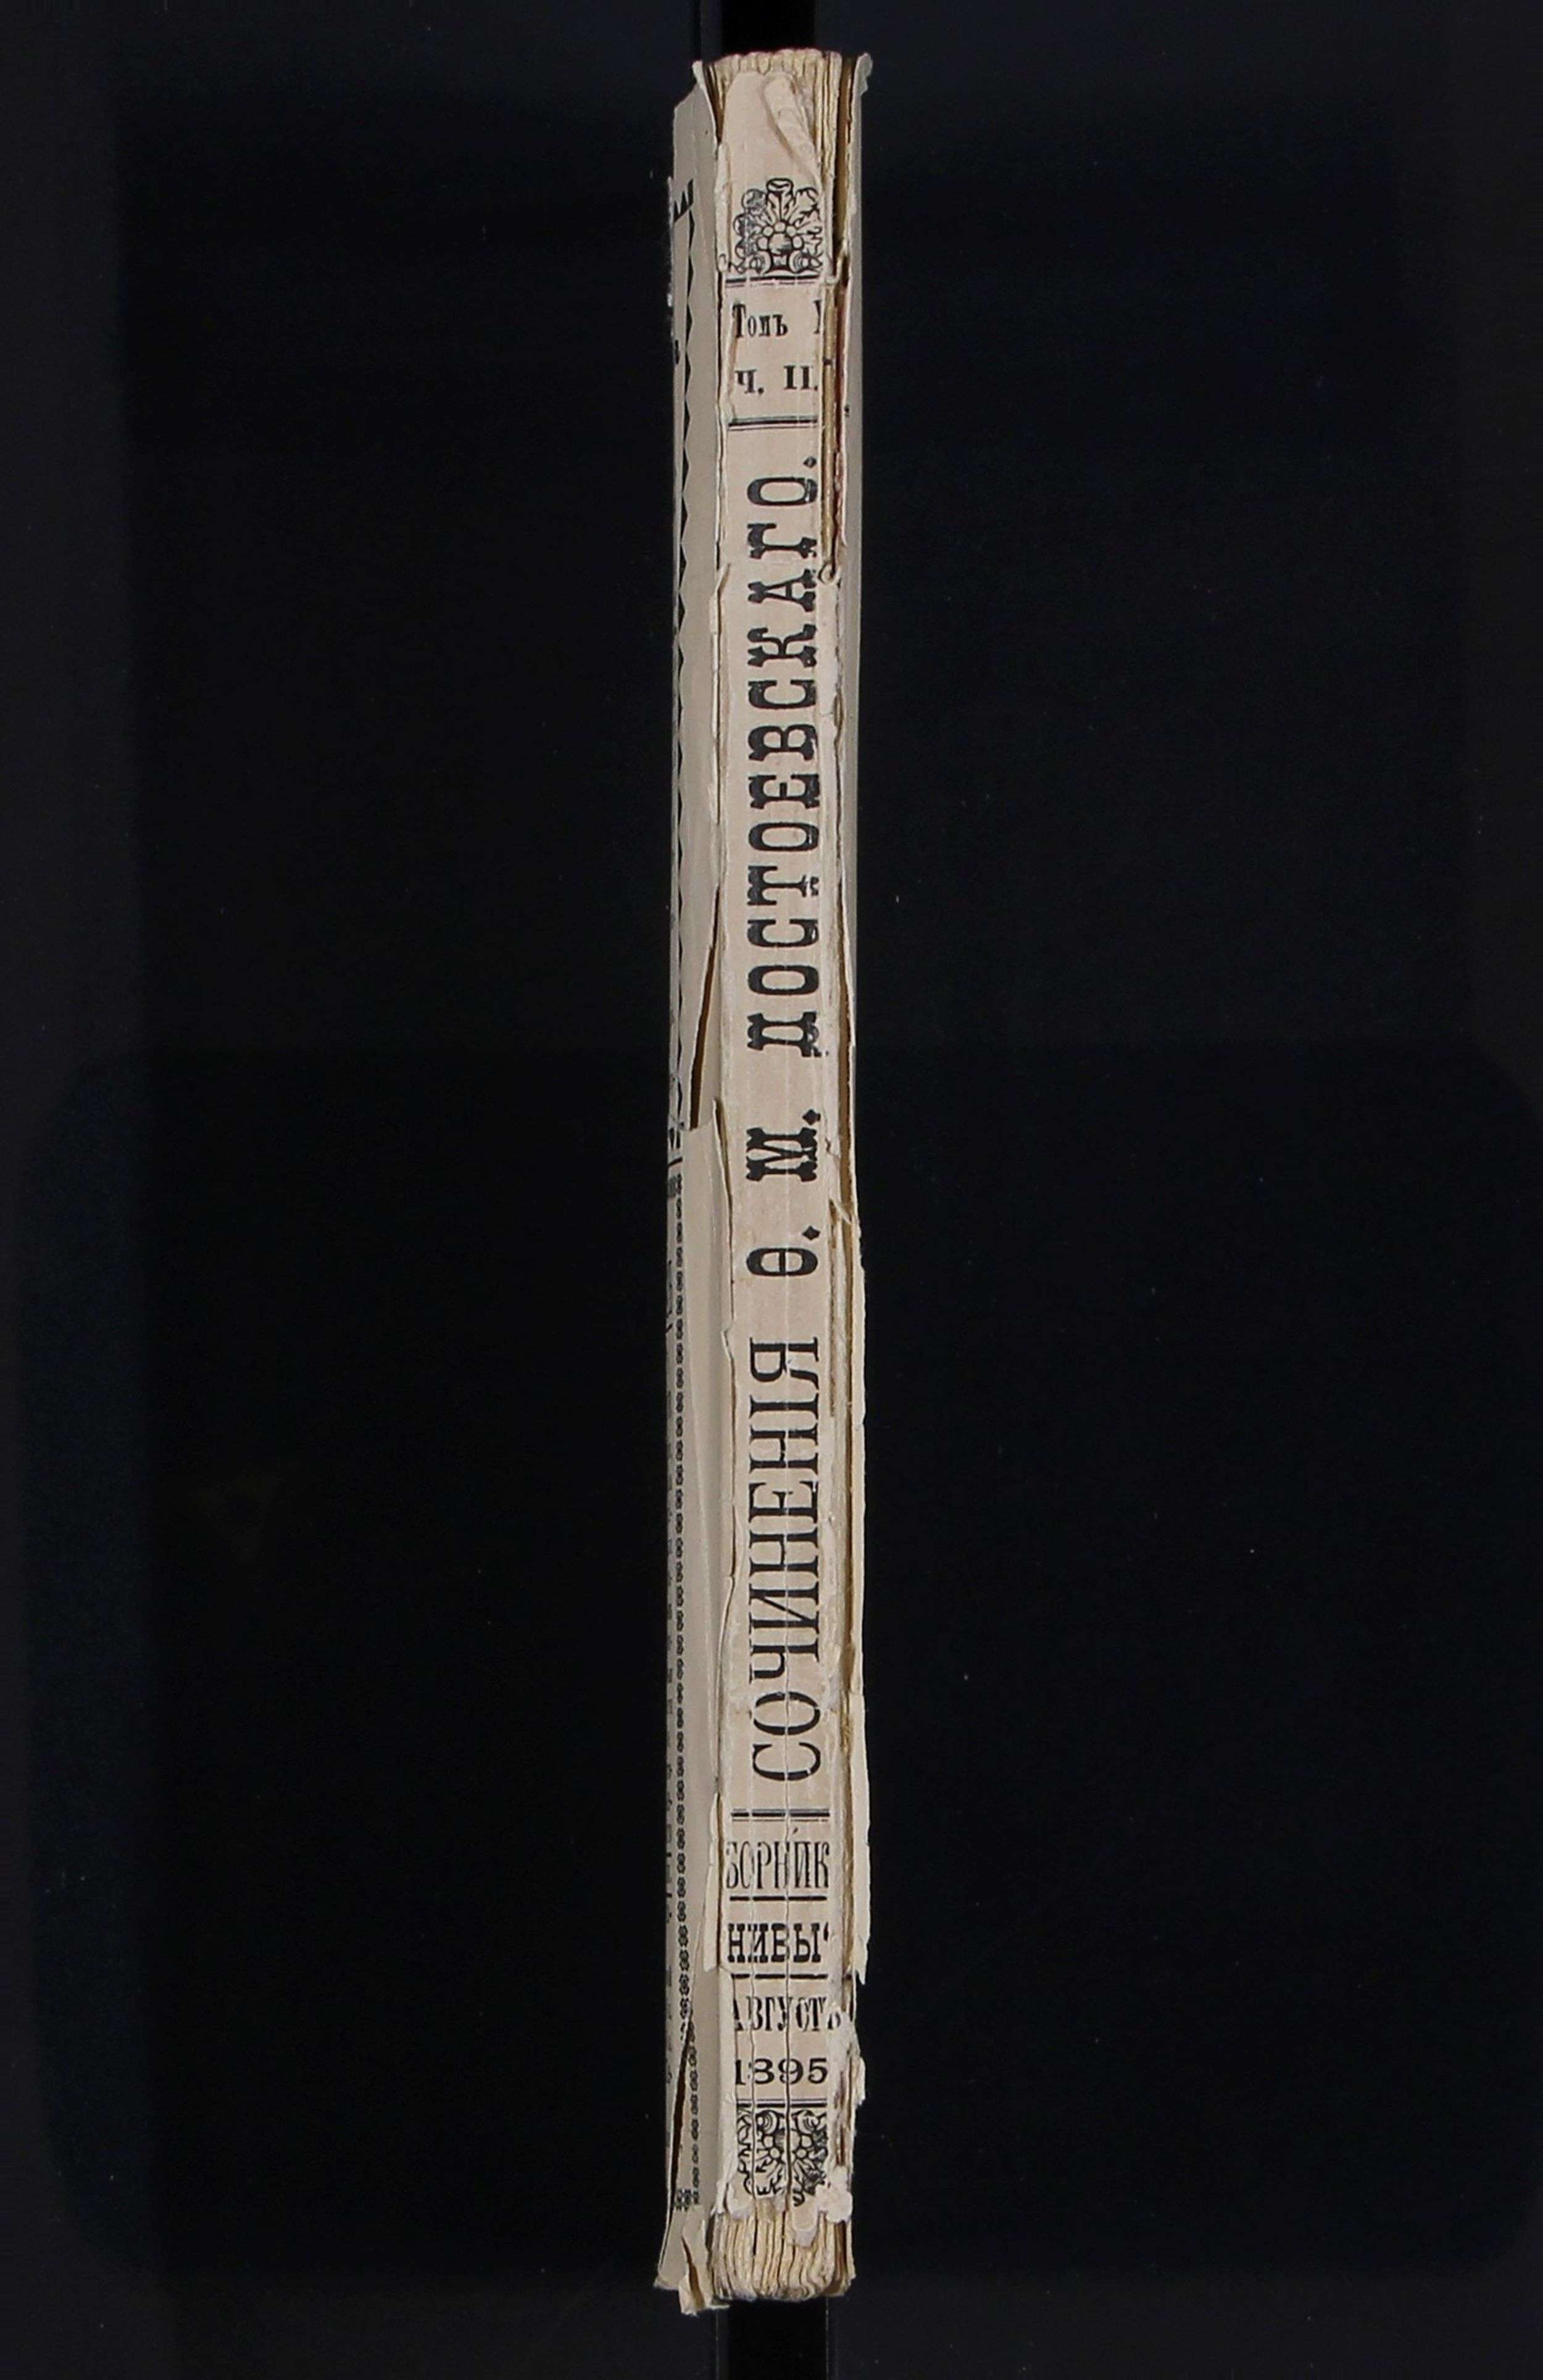 Томъ
Ч. II.
СОЧИНЕНІЯ Ѳ. М. ДОСТОЕВСКАГО.
БОРНИК
НИВЫ“
АВГУСТЪ
1895